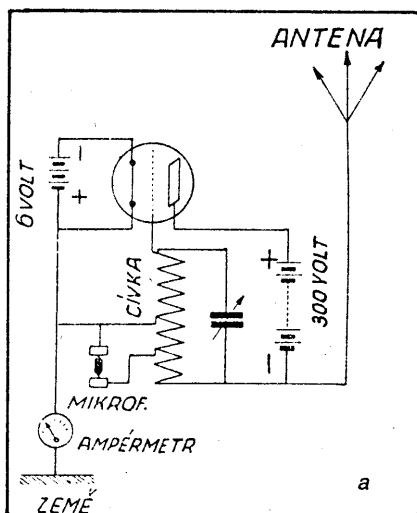 ANTENA
6 VOLT
−
+
CÍVKA
+
300 VOLT
−
MIKROF.
AMPÉRMETR
ZEMĚ
a